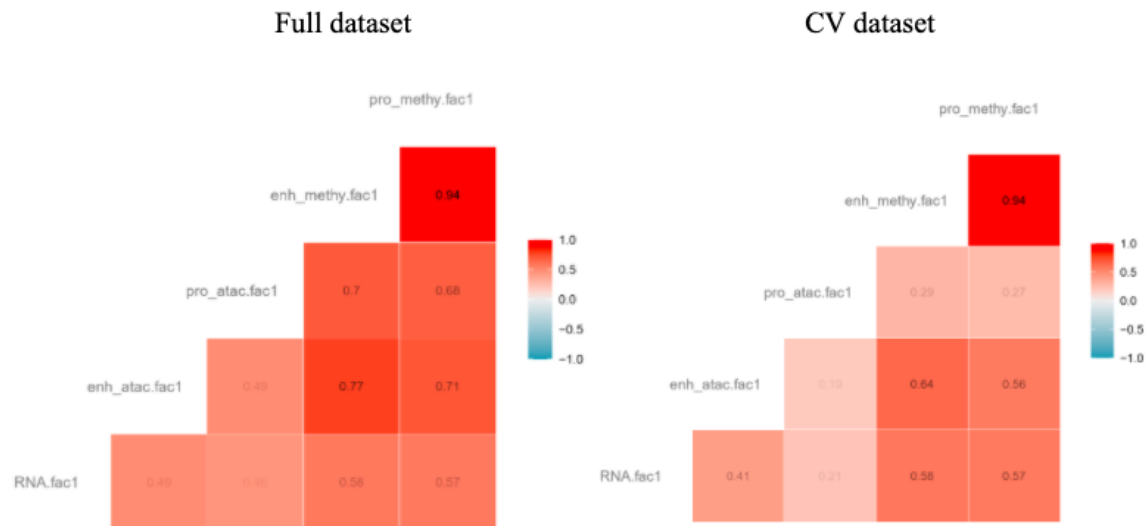 Full dataset
CV dataset
pro_methy.fac1
enh_methy.fac1
0.94
pro_atac.fac1
0.7
0.68
enh_atac.fac1
0.49
0.77
0.71
RNA.fac1
0.49
0.46
0.58
0.57
1.0
0.5
0.0
−0.5
−1.0
pro_methy.fac1
enh_methy.fac1
0.94
pro_atac.fac1
0.29
0.27
enh_atac.fac1
0.19
0.64
0.56
RNA.fac1
0.41
0.21
0.58
0.57
1.0
0.5
0.0
−0.5
−1.0